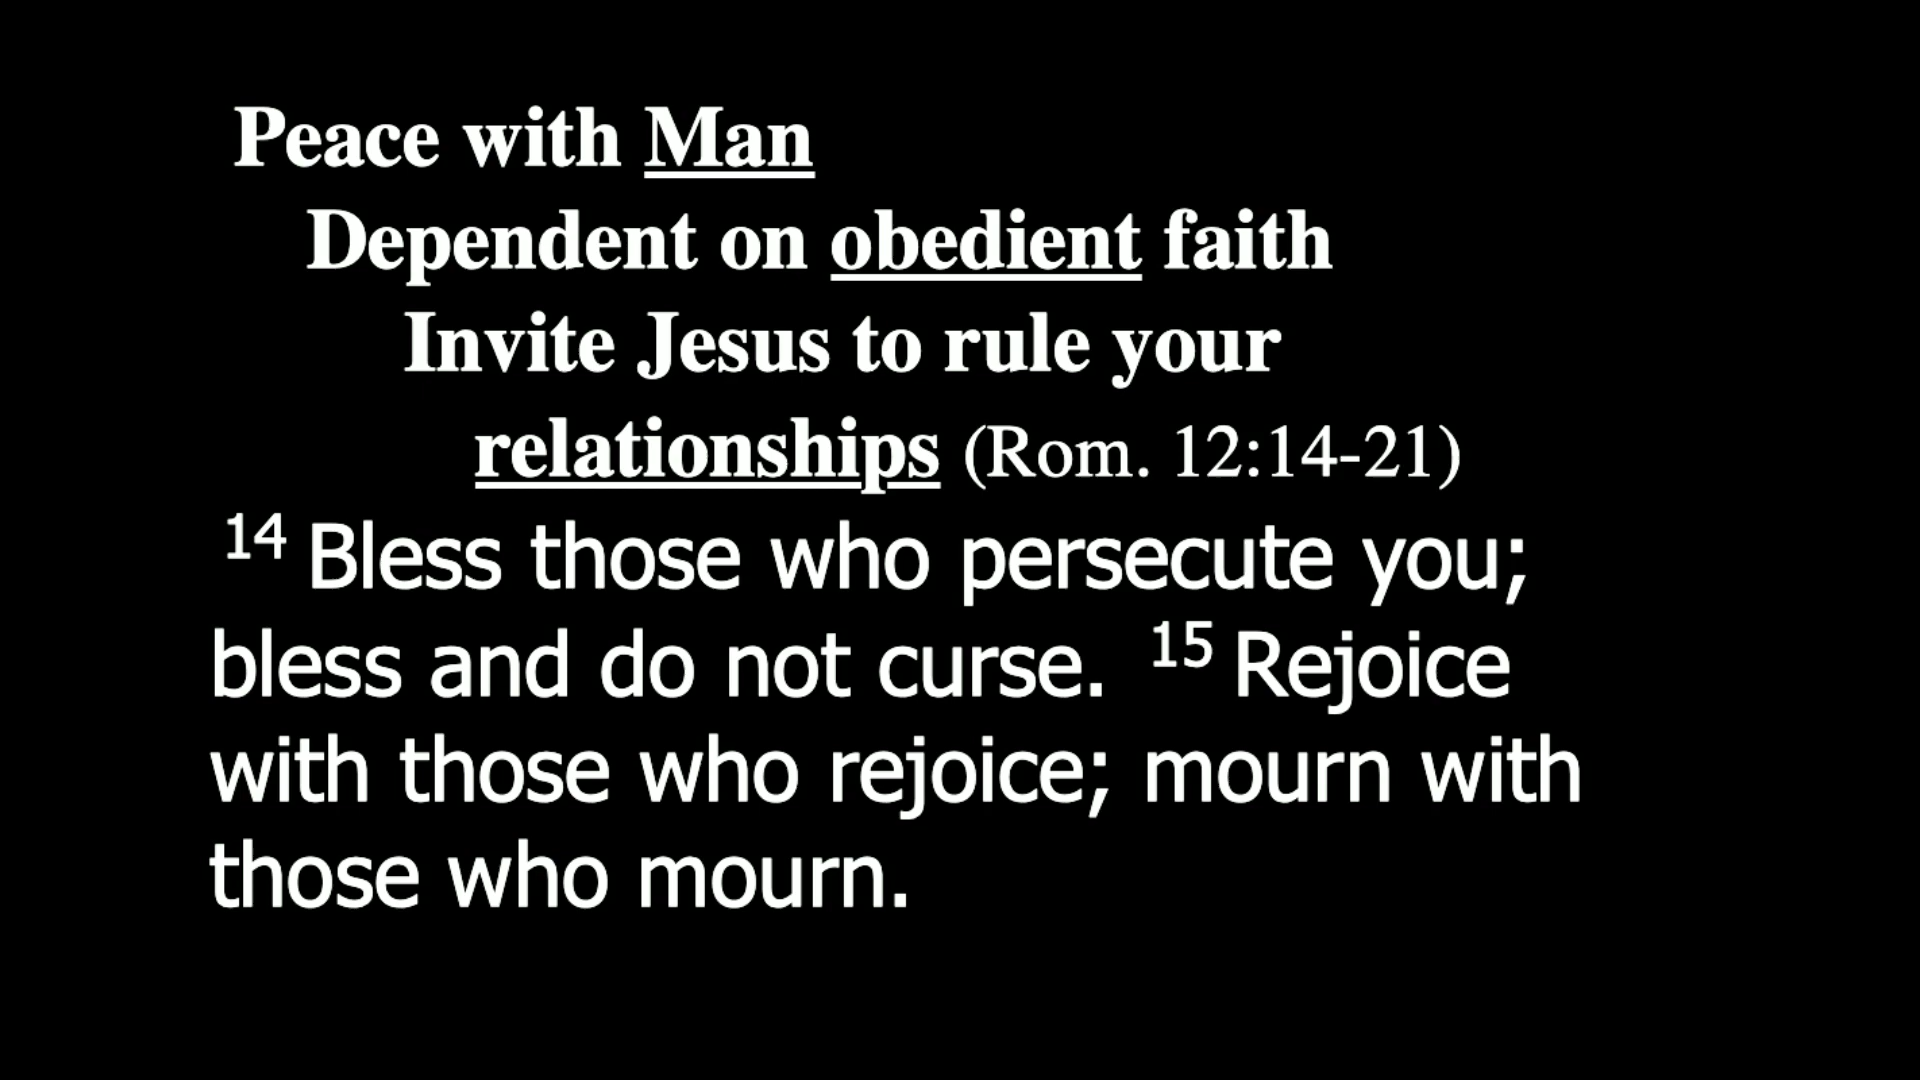 Peace with Man
Dependent on obedient faith
Invite Jesus to rule your
relationships (Rom. 12:14-21)
14 Bless those who persecute you;
bless and do not curse. 15 Rejoice
with those who rejoice; mourn with
those who mourn.